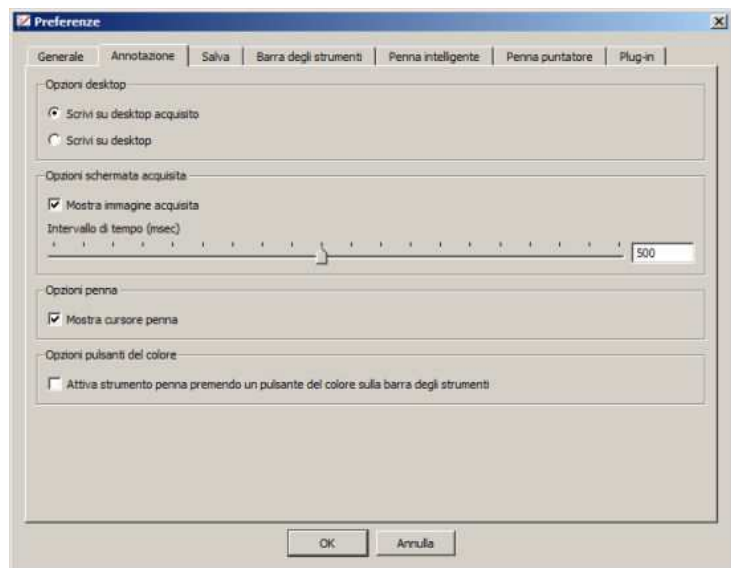 Preferenze
Generale Annotazione Salva Barra degli strumenti Penna intelligente Penna puntatore Plug-in
Opzioni desktop
Scrivi su desktop acquisito
Scrivi su desktop
Opzioni schermata acquisita
Mostra immagine acquisita
Intervallo di tempo (msec)
500
Opzioni penna
Mostra cursore penna
Opzioni pulsanti del colore
Attiva strumento penna premendo un pulsante del colore sulla barra degli strumenti
OK Annulla